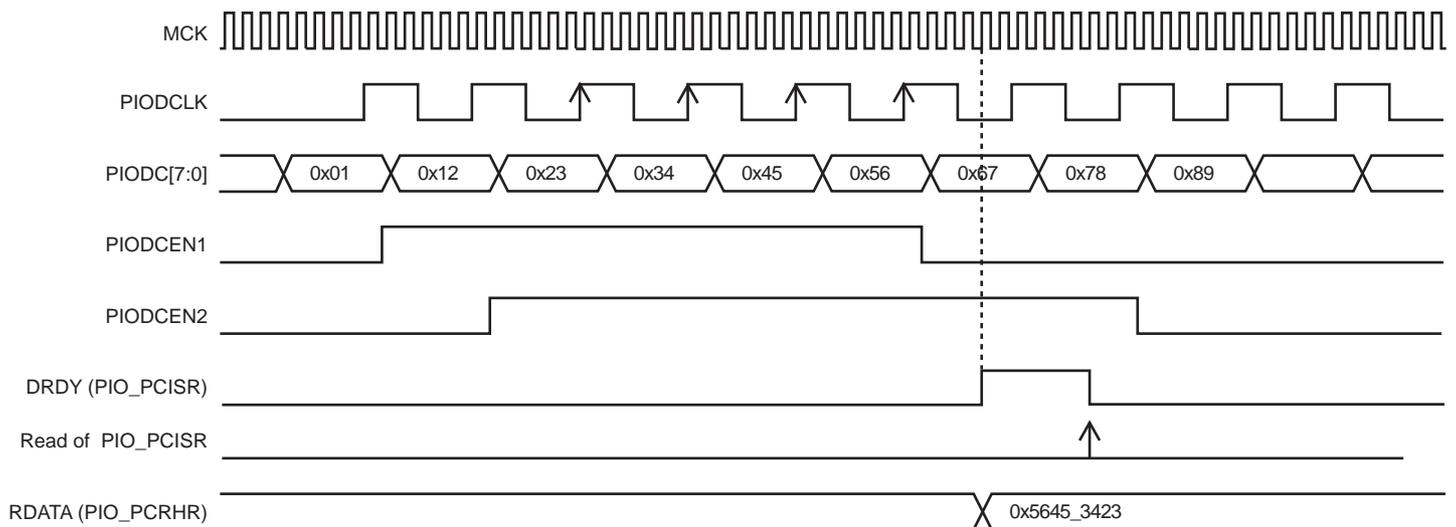 MCK
PIODCLK
PIODC[7:0] 0x01 0x12 0x23 0x34 0x45 0x56 0x67 0x78 0x89
PIODCEN1
PIODCEN2
DRDY (PIO_PCISR)
Read of PIO_PCISR
RDATA (PIO_PCRHR) 0x5645_3423